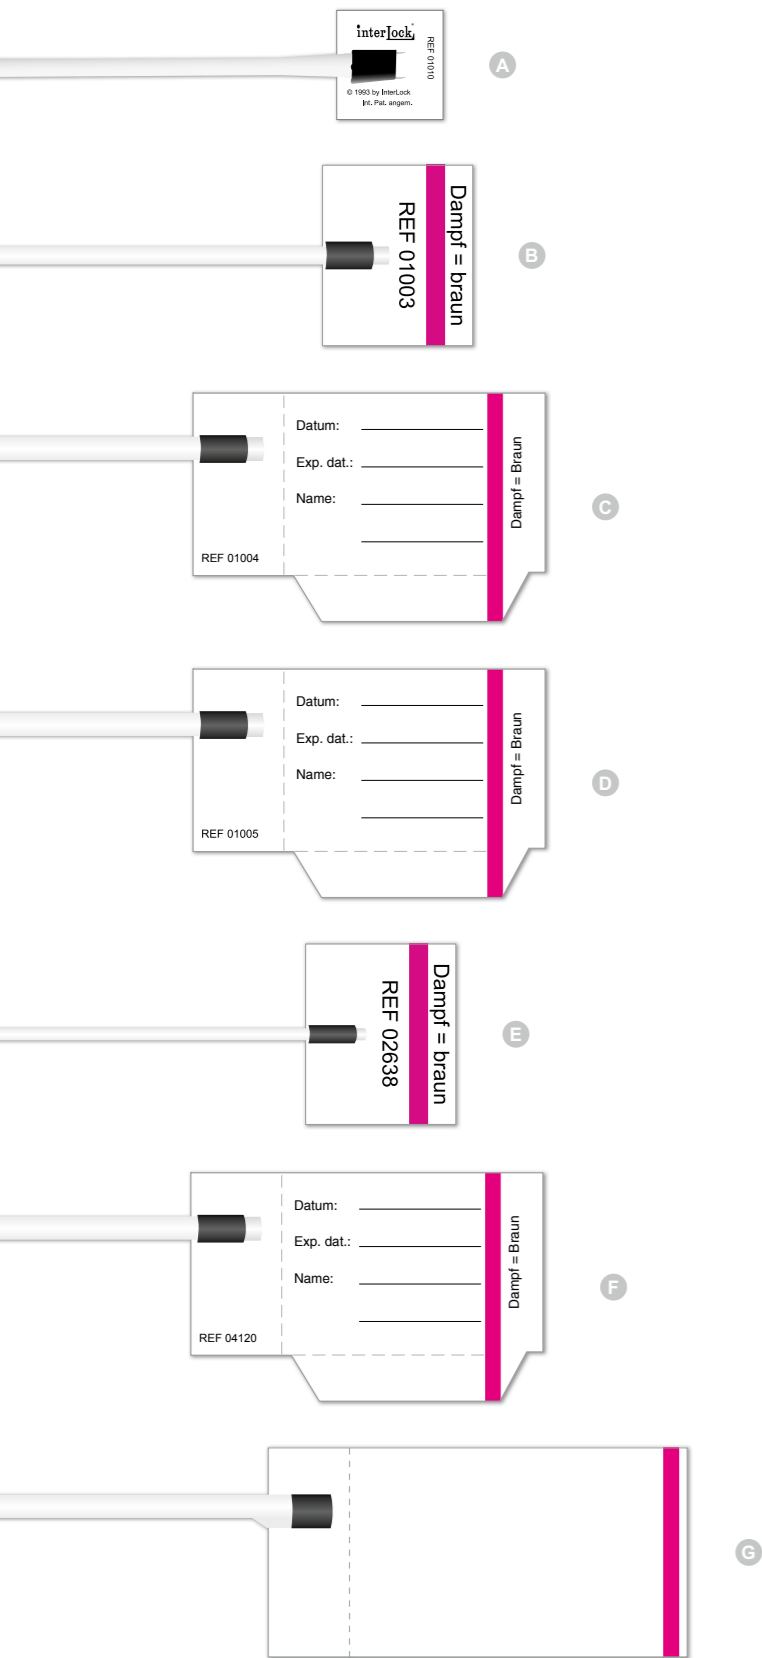 interlock
REF 01010
© 1993 by InterLock
Int. Pat. angem.
A
Dampf = braun
REF 01003
B
Datum:
Exp. dat.:
Name:
Dampf = Braun
REF 01004
C
Datum:
Exp. dat.:
Name:
Dampf = Braun
REF 01005
D
Dampf = braun
REF 02638
E
Datum:
Exp. dat.:
Name:
Dampf = Braun
REF 04120
F
G